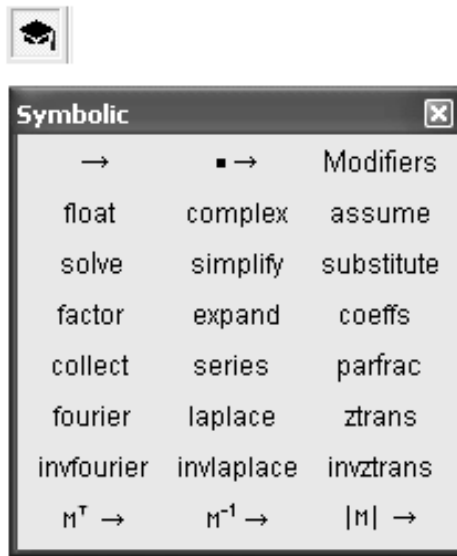 Symbolic
→ ▪ → Modifiers
float complex assume
solve simplify substitute
factor expand coeffs
collect series parfrac
fourier laplace ztrans
invfourier invlaplace invztrans
Mᵀ → M⁻¹ → |M| →